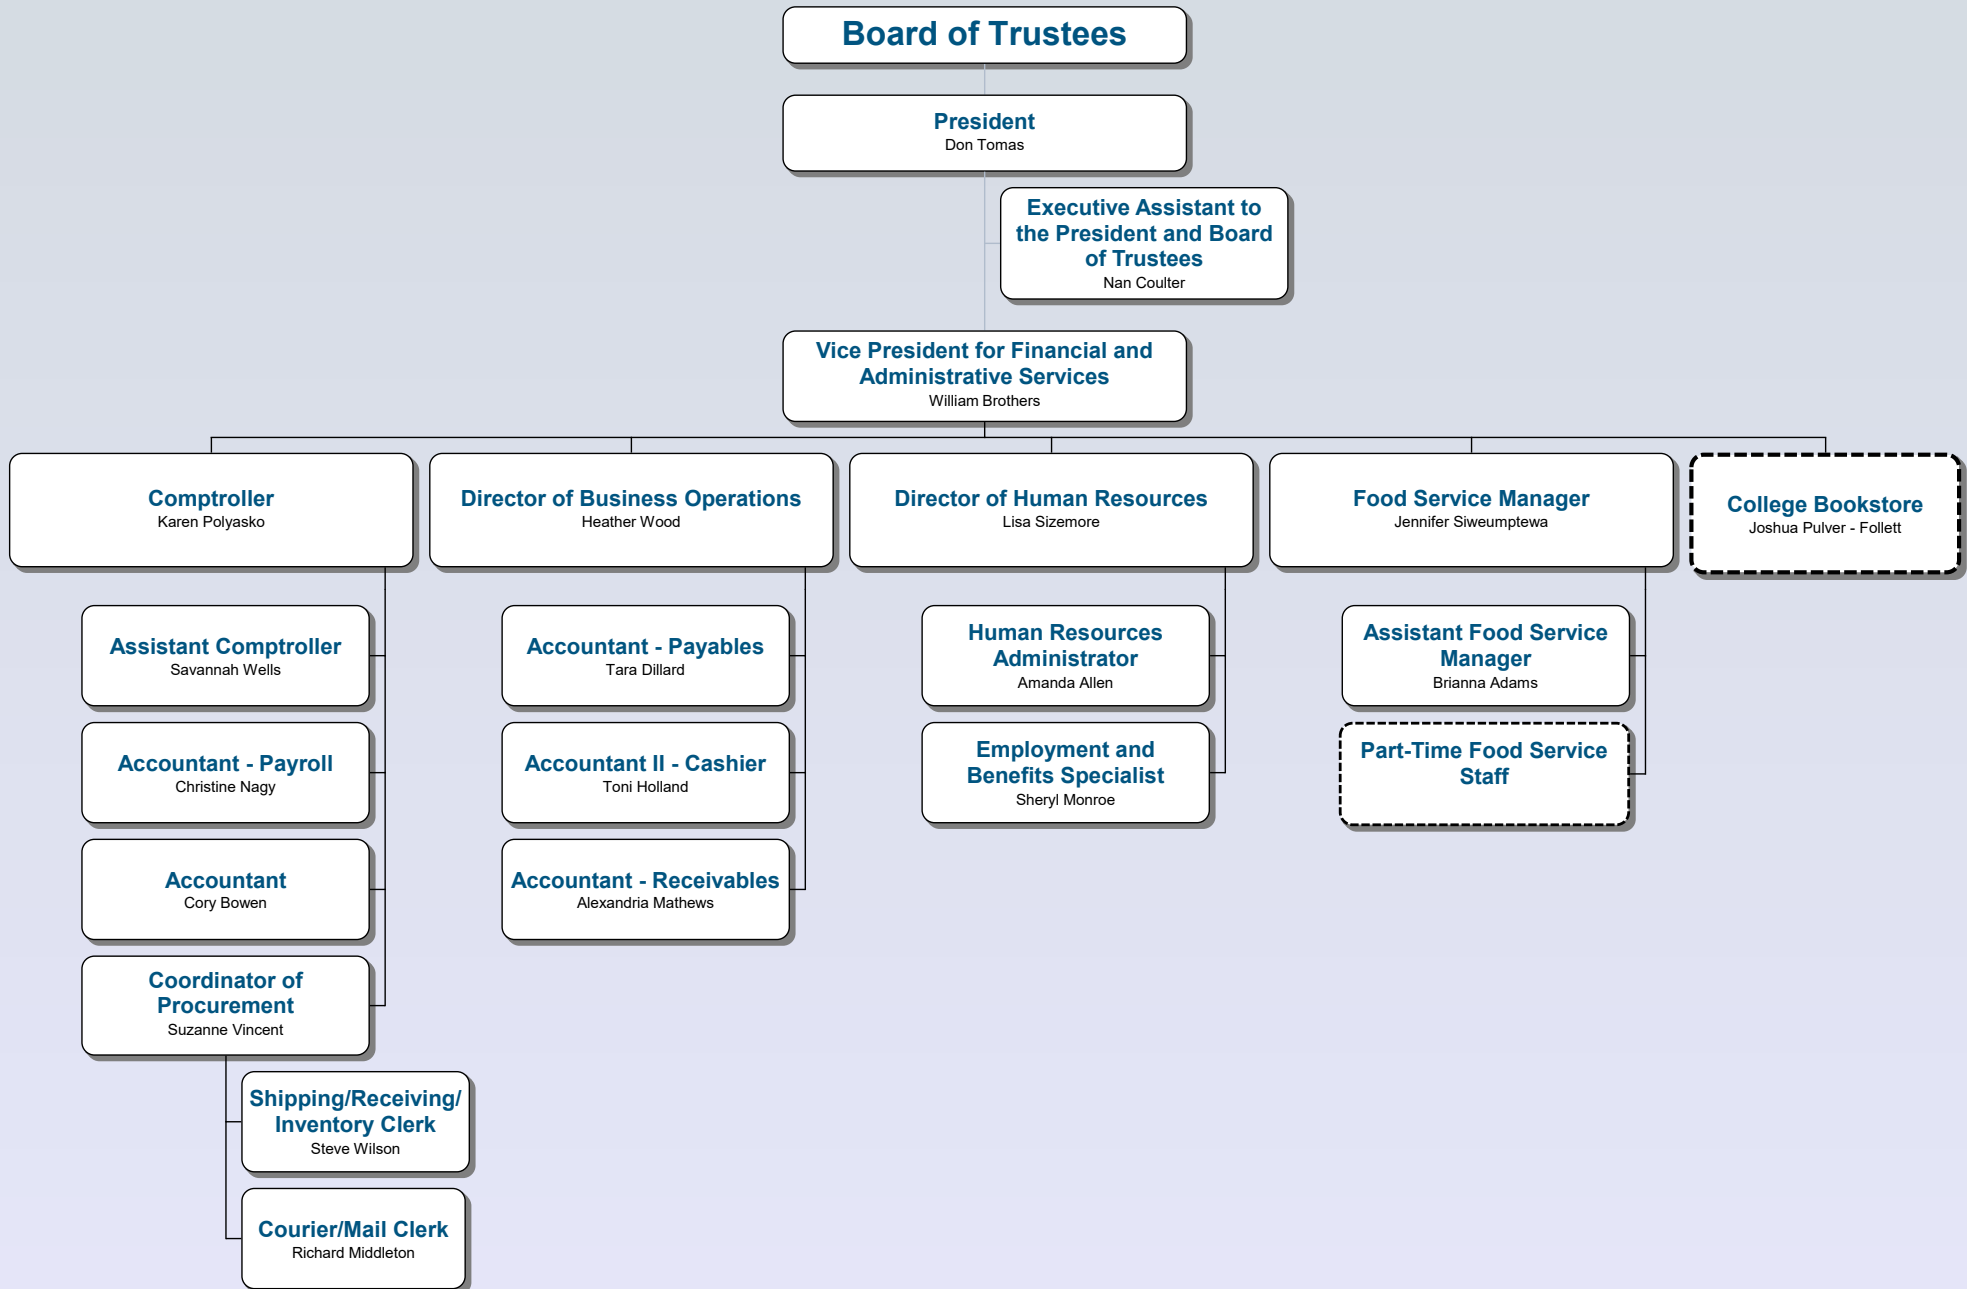 Board of Trustees
President
Don Tomas
Executive Assistant to
the President and Board
of Trustees
Nan Coulter
Vice President for Financial and
Administrative Services
William Brothers
Comptroller
Karen Polyasko
Director of Business Operations
Heather Wood
Director of Human Resources
Lisa Sizemore
Food Service Manager
Jennifer Siweumptewa
College Bookstore
Joshua Pulver - Follett
Assistant Comptroller
Savannah Wells
Accountant - Payroll
Christine Nagy
Accountant
Cory Bowen
Coordinator of
Procurement
Suzanne Vincent
Shipping/Receiving/
Inventory Clerk
Steve Wilson
Courier/Mail Clerk
Richard Middleton
Accountant - Payables
Tara Dillard
Accountant II - Cashier
Toni Holland
Accountant - Receivables
Alexandria Mathews
Human Resources
Administrator
Amanda Allen
Employment and
Benefits Specialist
Sheryl Monroe
Assistant Food Service
Manager
Brianna Adams
Part-Time Food Service
Staff